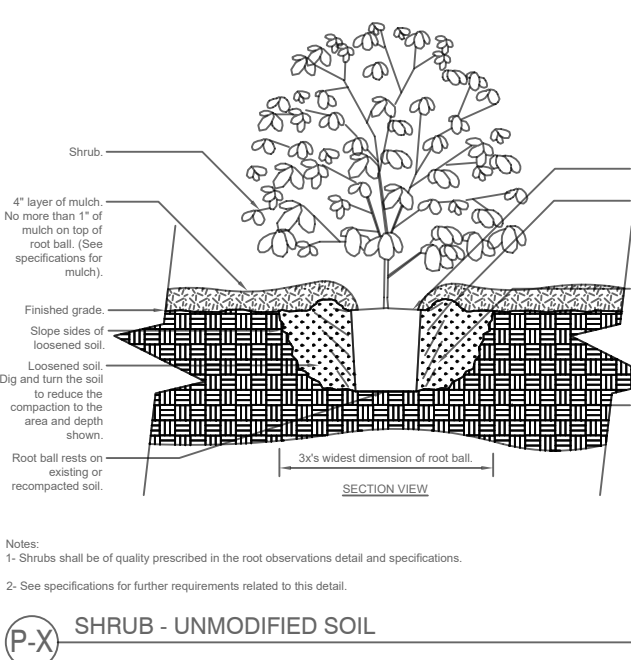 Shrub.
4" layer of mulch.
No more than 1" of
mulch on top of
root ball. (See
specifications for
mulch).
Finished grade.
Slope sides of
loosened soil.
Loosened soil.
Dig and turn the soil
to reduce the
compaction to the
area and depth
shown.
Root ball rests on
existing or
recompacted soil.
3x's widest dimension of root ball.
SECTION VIEW
Notes:
1- Shrubs shall be of quality prescribed in the root observations detail and specifications.
2- See specifications for further requirements related to this detail.
P-X
SHRUB - UNMODIFIED SOIL